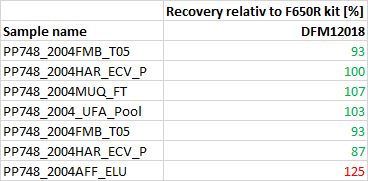 Recovery relativ to F650R kit [%]
Sample name DFM12018
PP748_2004FMB_T05 93
PP748_2004HAR_ECV_P 100
PP748_2004MUQ_FT 107
PP748_2004_UFA_Pool 103
PP748_2004FMB_T05 93
PP748_2004HAR_ECV_P 87
PP748_2004AFF_ELU 125